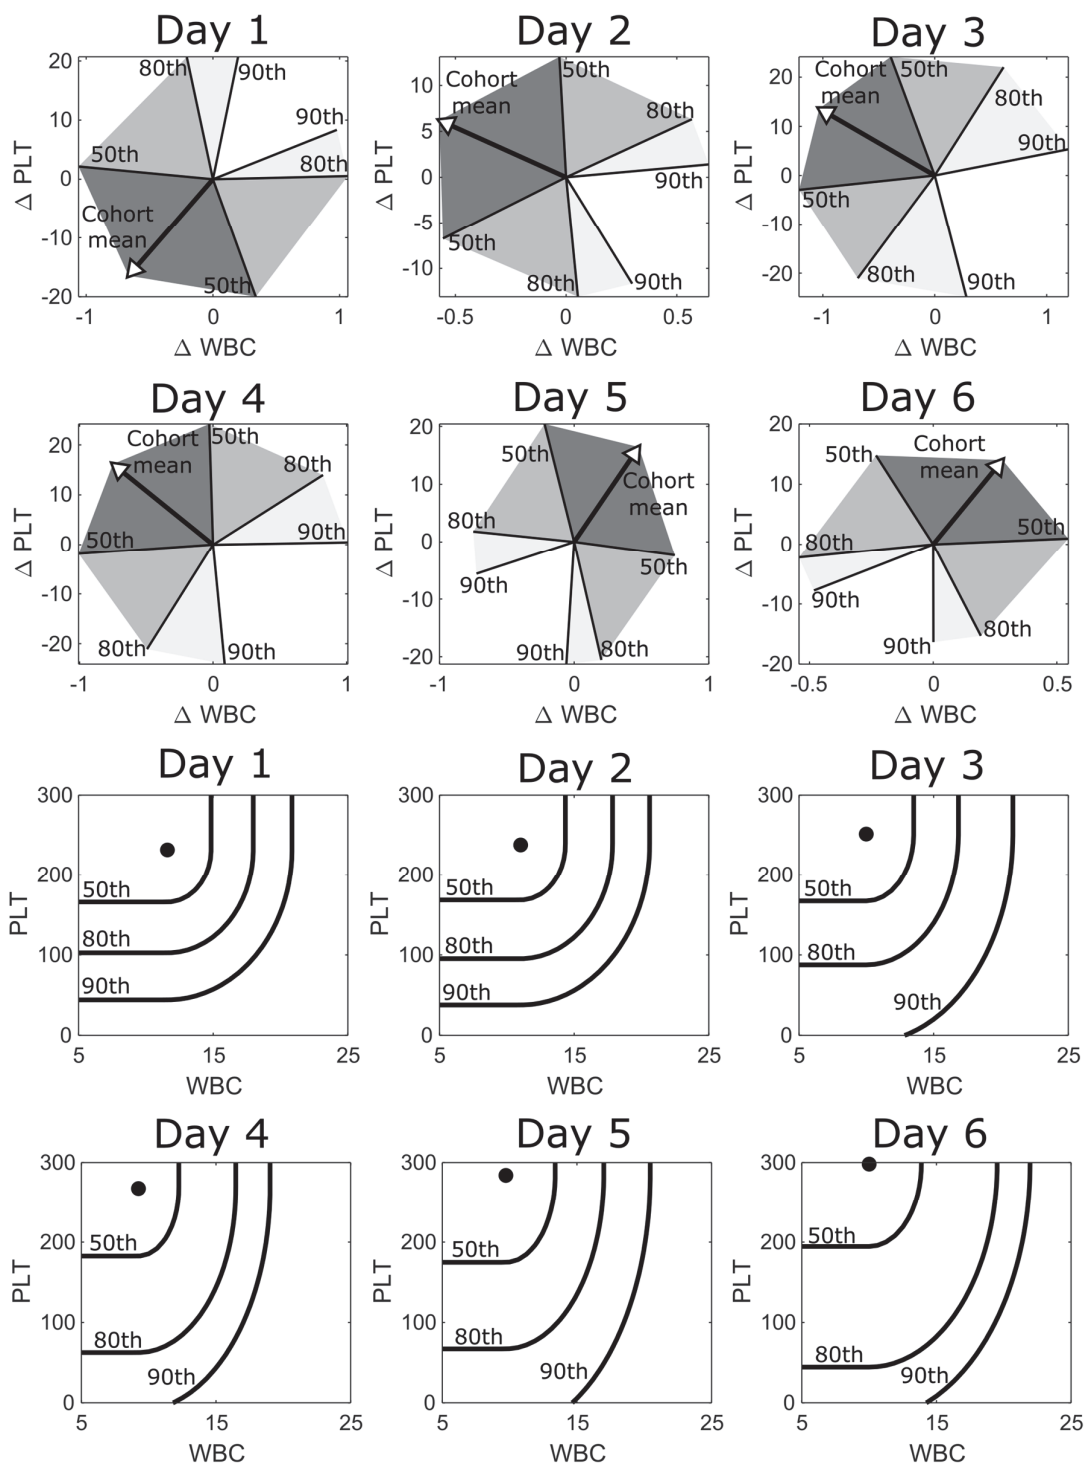 Day 1
Day 2
Day 3
20
10
0
-10
-20
-1
0
1
Δ PLT
Δ WBC
80th
90th
90th
80th
50th
50th
Cohort
mean
10
5
0
-5
-10
-0.5
0
0.5
Δ PLT
Δ WBC
Cohort
mean
50th
80th
90th
50th
80th
90th
20
10
0
-10
-20
-1
0
1
Δ PLT
Δ WBC
Cohort
mean
50th
80th
90th
50th
80th
90th
Day 4
Day 5
Day 6
20
10
0
-10
-20
-1
0
1
Δ PLT
Δ WBC
Cohort
mean
50th
80th
90th
50th
80th
90th
20
10
0
-10
-20
-1
0
1
Δ PLT
Δ WBC
50th
Cohort
mean
80th
50th
90th
90th
80th
20
10
0
-10
-20
-0.5
0
0.5
Δ PLT
Δ WBC
50th
Cohort
mean
50th
80th
90th
80th
90th
Day 1
Day 2
Day 3
300
200
100
0
5
15
25
PLT
WBC
50th
80th
90th
300
200
100
0
5
15
25
PLT
WBC
50th
80th
90th
300
200
100
0
5
15
25
PLT
WBC
50th
80th
90th
Day 4
Day 5
Day 6
300
200
100
0
5
15
25
PLT
WBC
50th
80th
90th
300
200
100
0
5
15
25
PLT
WBC
50th
80th
90th
300
200
100
0
5
15
25
PLT
WBC
50th
80th
90th